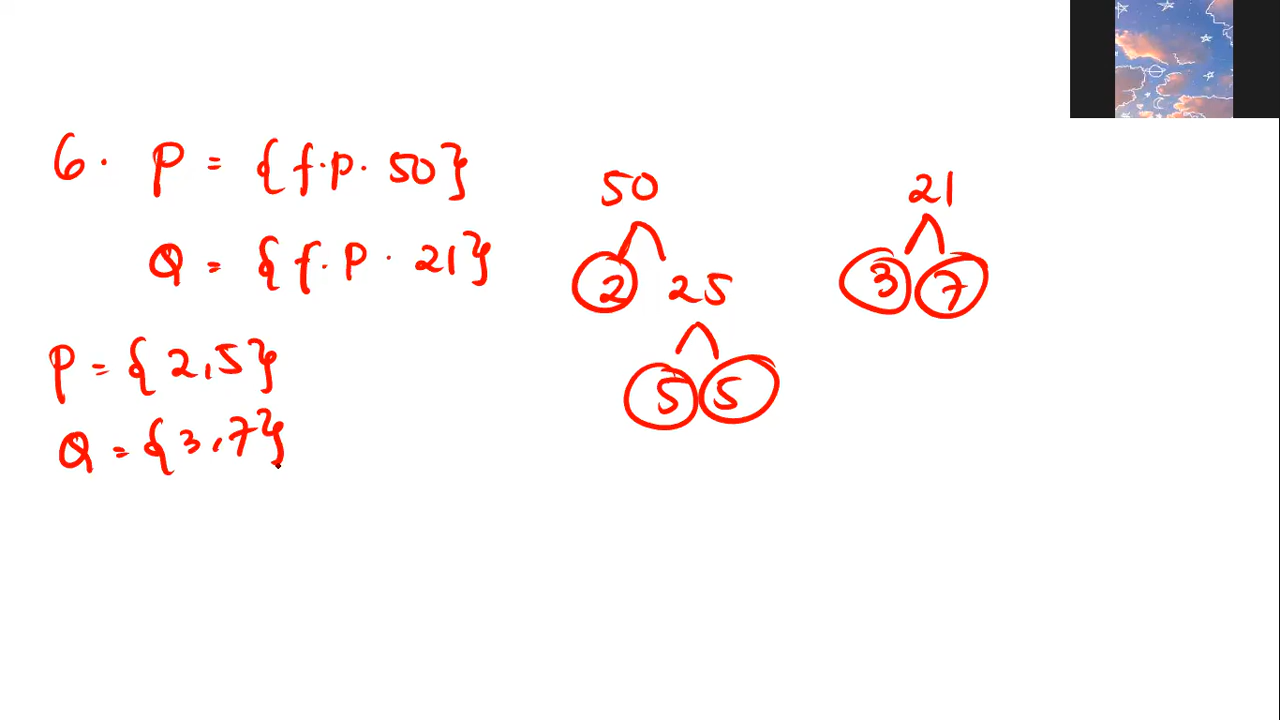 6. P = {f.p. 50}
Q = {f.p. 21}
P = {2,5}
Q = {3,7}
50
2 25
5 5
21
3 7